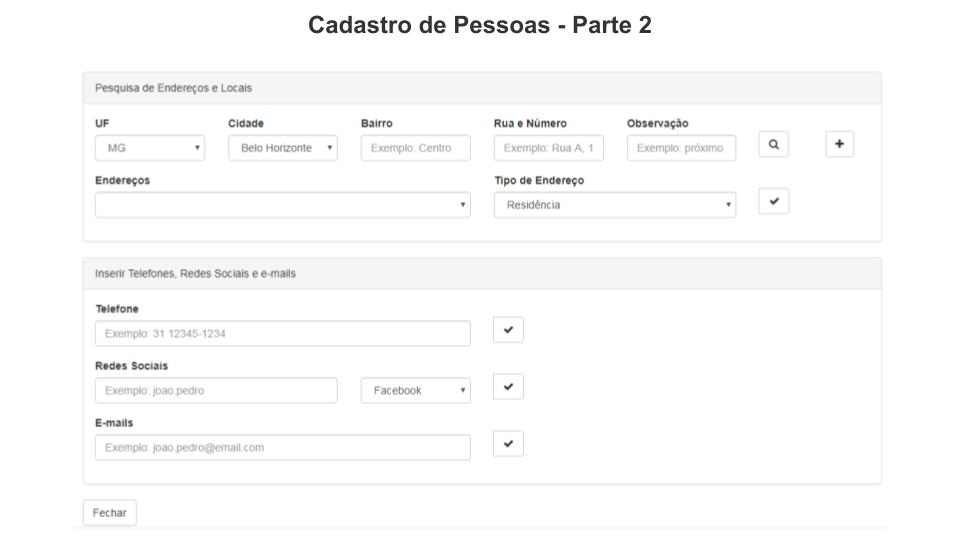 Cadastro de Pessoas - Parte 2
Pesquisa de Endereços e Locais
UF Cidade Bairro Rua e Número Observação
MG Belo Horizonte Exemplo: Centro Exemplo: Rua A, 1 Exemplo: próximo
Endereços Tipo de Endereço
Residência
Inserir Telefones, Redes Sociais e e-mails
Telefone
Exemplo: 31 12345-1234
Redes Sociais
Exemplo: joao.pedro Facebook
E-mails
Exemplo: joao.pedro@email.com
Fechar